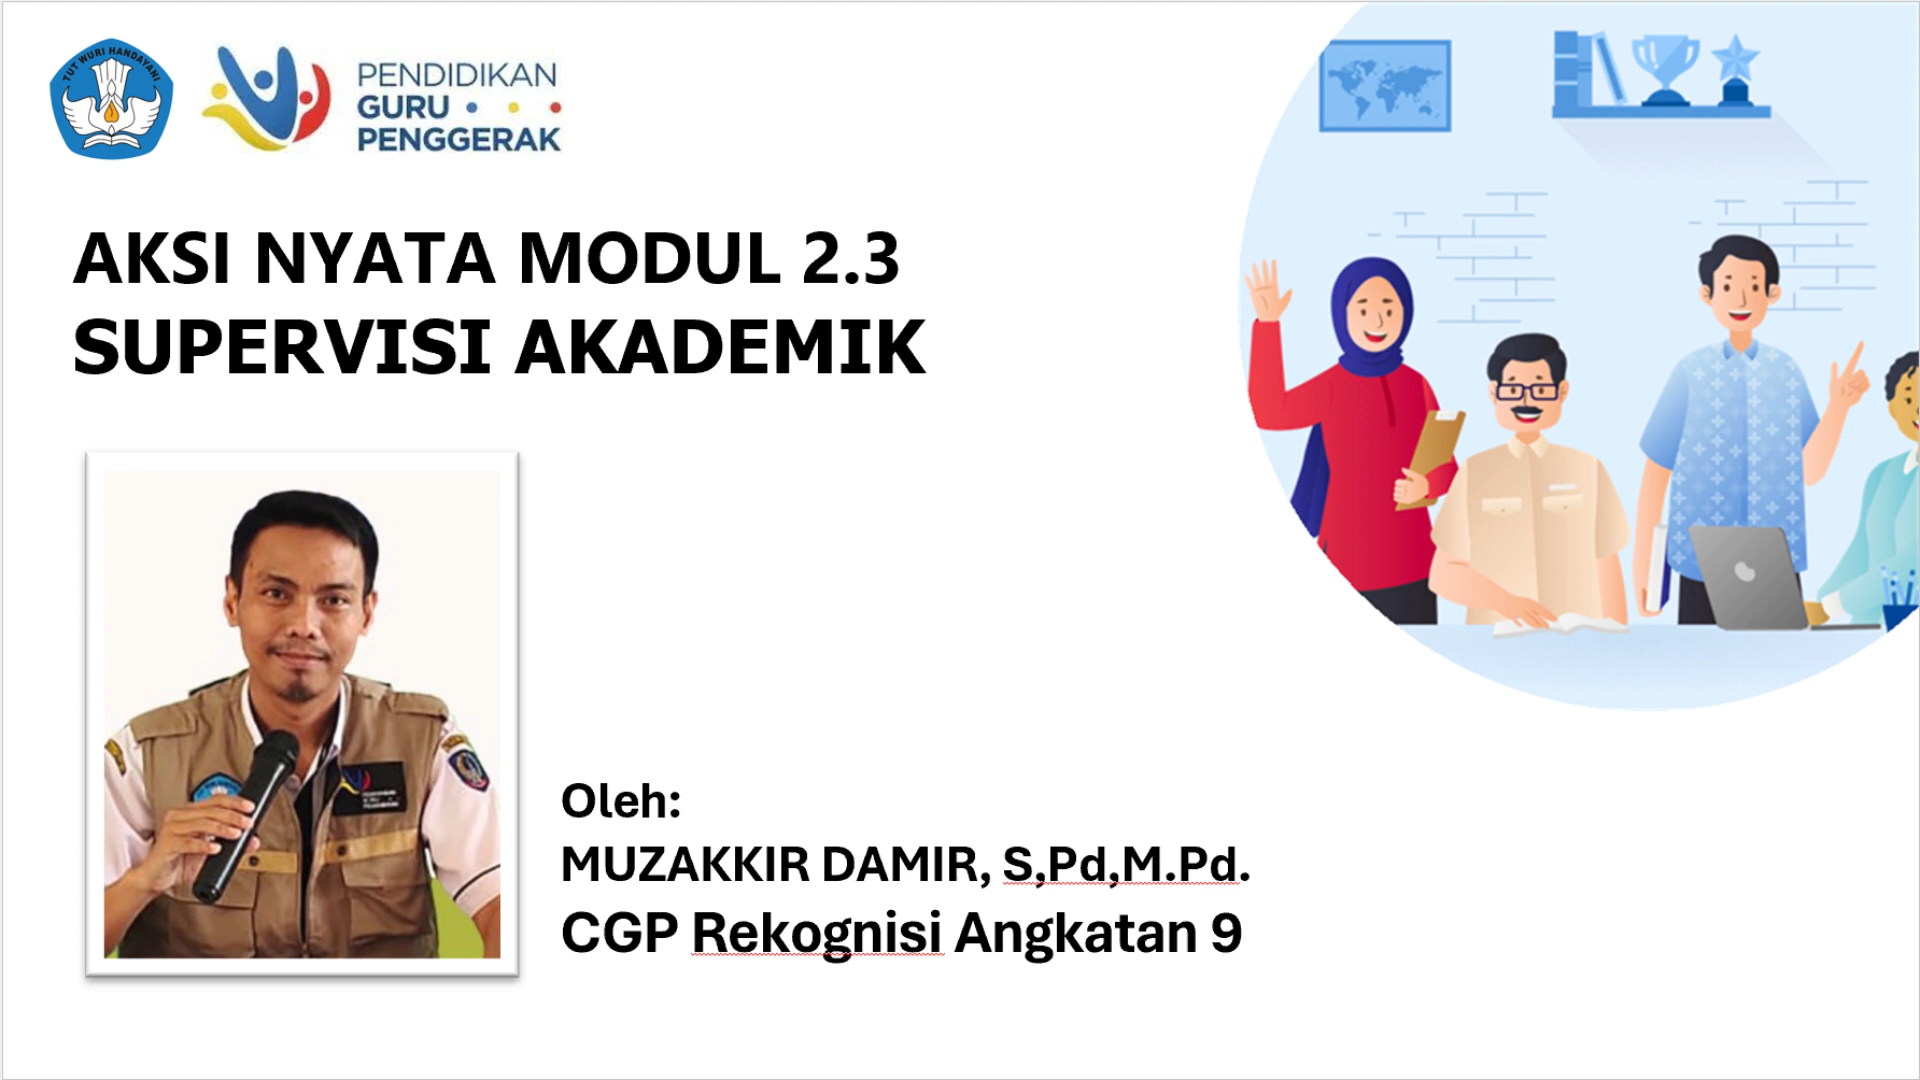 TUT WURI HANDAYANI
PENDIDIKAN
GURU
PENGGERAK
AKSI NYATA MODUL 2.3
SUPERVISI AKADEMIK
Oleh:
MUZAKKIR DAMIR, S,Pd,M.Pd.
CGP Rekognisi Angkatan 9